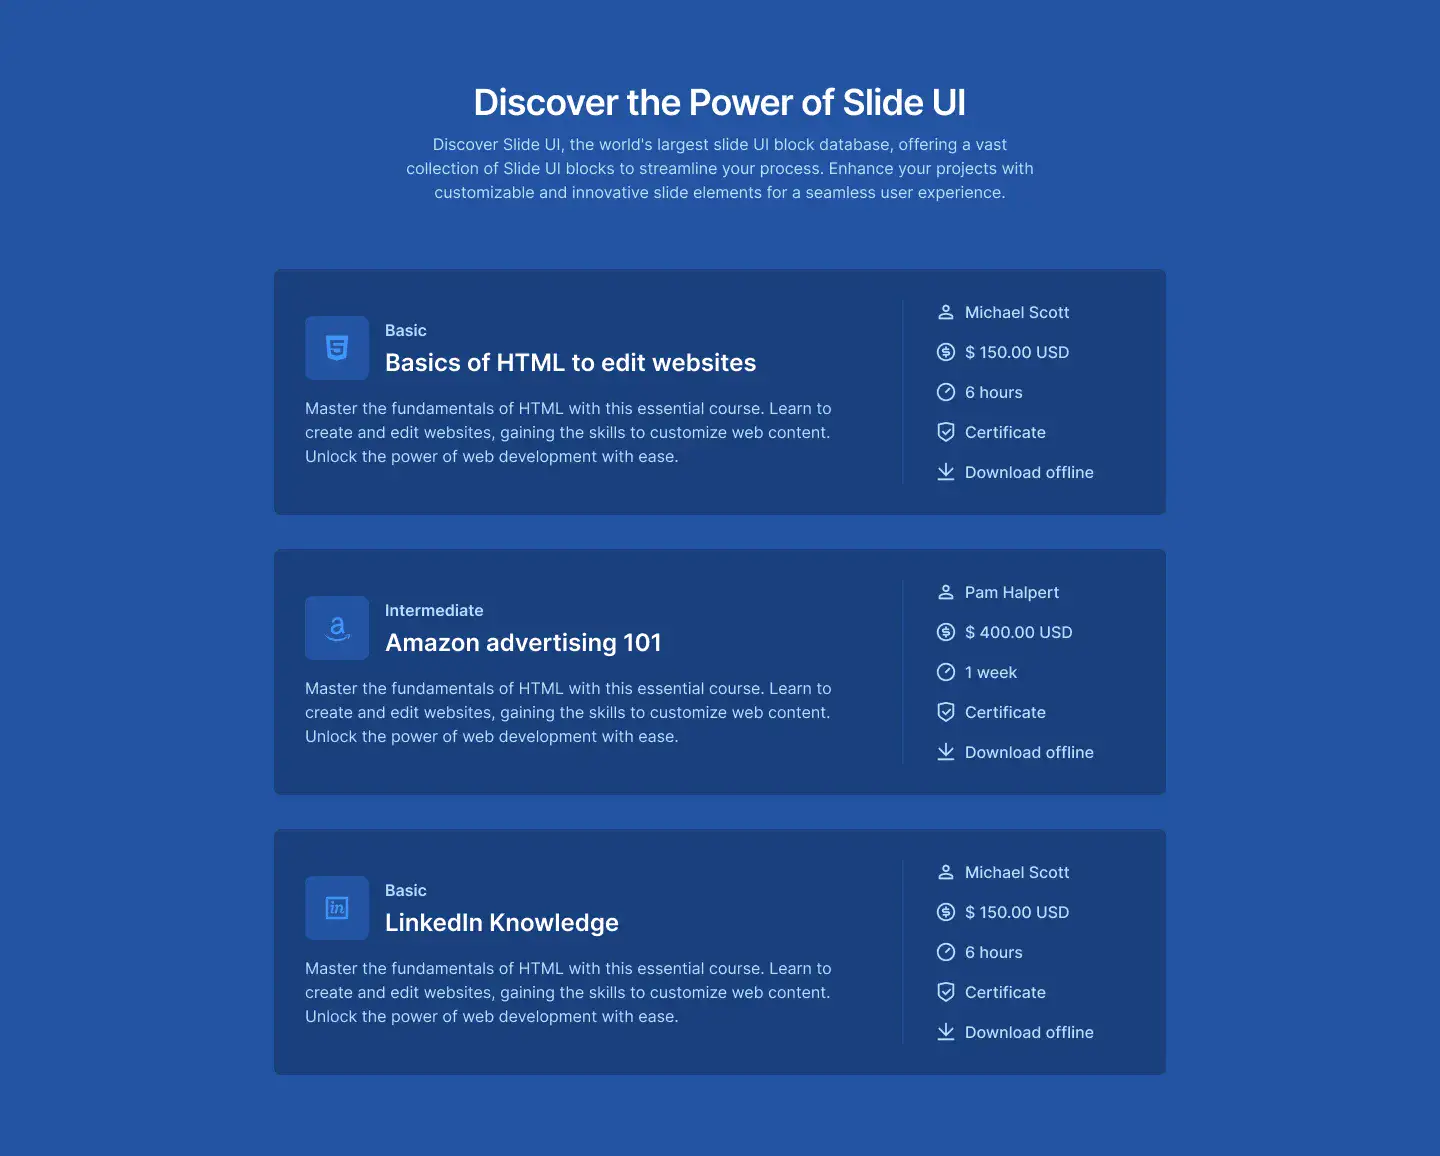 Discover the Power of Slide UI
Discover Slide UI, the world's largest slide UI block database, offering a vast
collection of Slide UI blocks to streamline your process. Enhance your projects with
customizable and innovative slide elements for a seamless user experience.
Basic
Basics of HTML to edit websites
Master the fundamentals of HTML with this essential course. Learn to
create and edit websites, gaining the skills to customize web content.
Unlock the power of web development with ease.
Michael Scott
$ 150.00 USD
6 hours
Certificate
Download offline
Intermediate
Amazon advertising 101
Master the fundamentals of HTML with this essential course. Learn to
create and edit websites, gaining the skills to customize web content.
Unlock the power of web development with ease.
Pam Halpert
$ 400.00 USD
1 week
Certificate
Download offline
in
Basic
LinkedIn Knowledge
Master the fundamentals of HTML with this essential course. Learn to
create and edit websites, gaining the skills to customize web content.
Unlock the power of web development with ease.
Michael Scott
$ 150.00 USD
6 hours
Certificate
Download offline